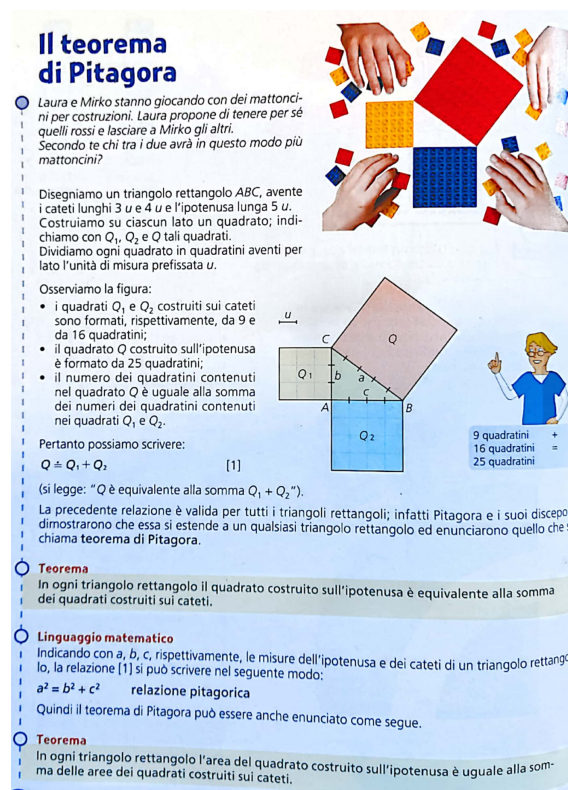 Il teorema
di Pitagora
Laura e Mirko stanno giocando con dei mattonci-
ni per costruzioni. Laura propone di tenere per sé
quelli rossi e lasciare a Mirko gli altri.
Secondo te chi tra i due avrà in questo modo più
mattoncini?
Disegniamo un triangolo rettangolo ABC, avente
i cateti lunghi 3 u e 4 u e l'ipotenusa lunga 5 u.
Costruiamo su ciascun lato un quadrato; indi-
chiamo con Q₁, Q₂ e Q tali quadrati.
Dividiamo ogni quadrato in quadratini aventi per
lato l'unità di misura prefissata u.
Osserviamo la figura:
• i quadrati Q₁ e Q₂ costruiti sui cateti
sono formati, rispettivamente, da 9 e
da 16 quadratini;
• il quadrato Q costruito sull'ipotenusa
è formato da 25 quadratini;
• il numero dei quadratini contenuti
nel quadrato Q è uguale alla somma
dei numeri dei quadratini contenuti
nei quadrati Q₁ e Q₂.
u
C
Q
Q₁
b
a
c
A
B
Q₂
9 quadratini +
16 quadratini =
25 quadratini
Pertanto possiamo scrivere:
Q ≐ Q₁ + Q₂ [1]
(si legge: "Q è equivalente alla somma Q₁ + Q₂").
La precedente relazione è valida per tutti i triangoli rettangoli; infatti Pitagora e i suoi discepo
dimostrarono che essa si estende a un qualsiasi triangolo rettangolo ed enunciarono quello che
chiama teorema di Pitagora.
Teorema
In ogni triangolo rettangolo il quadrato costruito sull'ipotenusa è equivalente alla somma
dei quadrati costruiti sui cateti.
Linguaggio matematico
Indicando con a, b, c, rispettivamente, le misure dell'ipotenusa e dei cateti di un triangolo rettango
lo, la relazione [1] si può scrivere nel seguente modo:
a² = b² + c² relazione pitagorica
Quindi il teorema di Pitagora può essere anche enunciato come segue.
Teorema
In ogni triangolo rettangolo l'area del quadrato costruito sull'ipotenusa è uguale alla som-
ma delle aree dei quadrati costruiti sui cateti.